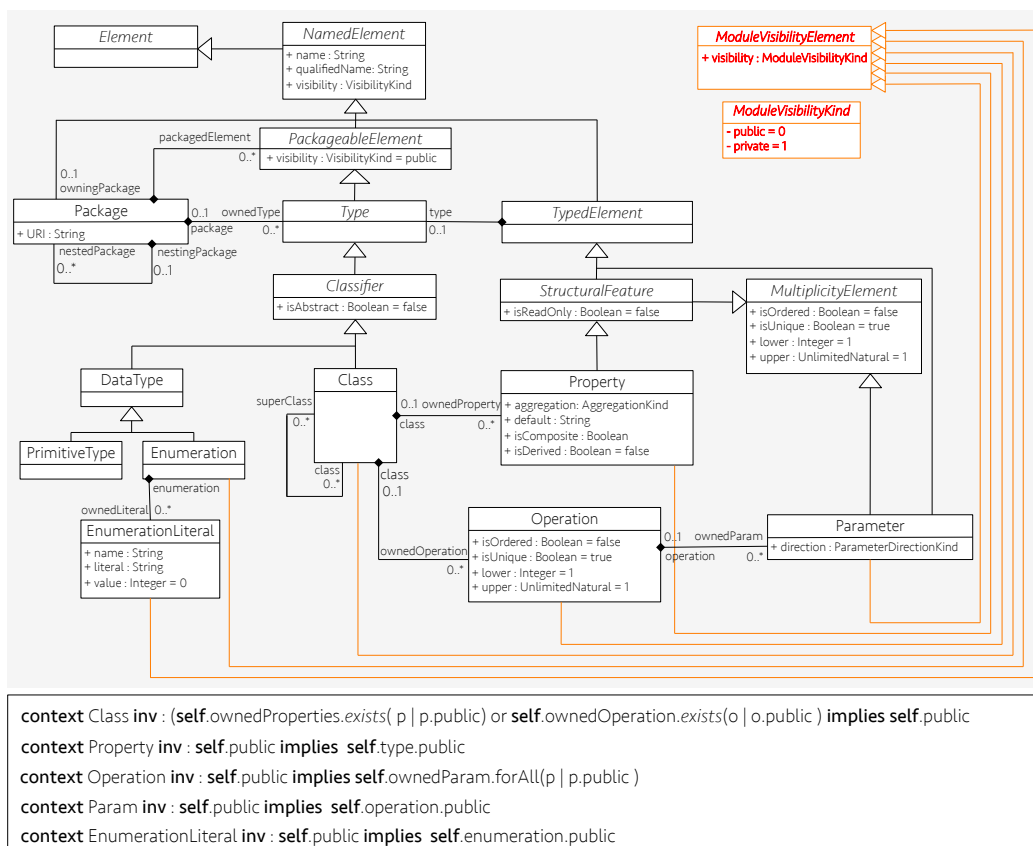 Element
NamedElement
+ name : String
+ qualifiedName: String
+ visibility : VisibilityKind
ModuleVisibilityElement
+ visibility : ModuleVisibilityKind
ModuleVisibilityKind
- public = 0
- private = 1
packagedElement
0..*
PackageableElement
+ visibility : VisibilityKind = public
0..1
owningPackage
Package
+ URI : String
0..1
package
ownedType
0..*
Type
type
0..1
TypedElement
nestedPackage
0..*
nestingPackage
0..1
Classifier
+ isAbstract : Boolean = false
StructuralFeature
+ isReadOnly : Boolean = false
MultiplicityElement
+ isOrdered : Boolean = false
+ isUnique : Boolean = true
+ lower : Integer = 1
+ upper : UnlimitedNatural = 1
DataType
Class
superClass
0..*
class
0..*
0..1
class
ownedProperty
0..*
Property
+ aggregation: AggregationKind
+ default : String
+ isComposite : Boolean
+ isDerived : Boolean = false
PrimitiveType
Enumeration
enumeration
ownedLiteral
0..*
class
0..1
EnumerationLiteral
+ name : String
+ literal : String
+ value : Integer = 0
ownedOperation
0..*
Operation
+ isOrdered : Boolean = false
+ isUnique : Boolean = true
+ lower : Integer = 1
+ upper : UnlimitedNatural = 1
0..1
operation
ownedParam
0..*
Parameter
+ direction : ParameterDirectionKind
context Class inv : (self.ownedProperties.exists( p | p.public) or self.ownedOperation.exists(o | o.public ) implies self.public
context Property inv : self.public implies self.type.public
context Operation inv : self.public implies self.ownedParam.forAll(p | p.public )
context Param inv : self.public implies self.operation.public
context EnumerationLiteral inv : self.public implies self.enumeration.public